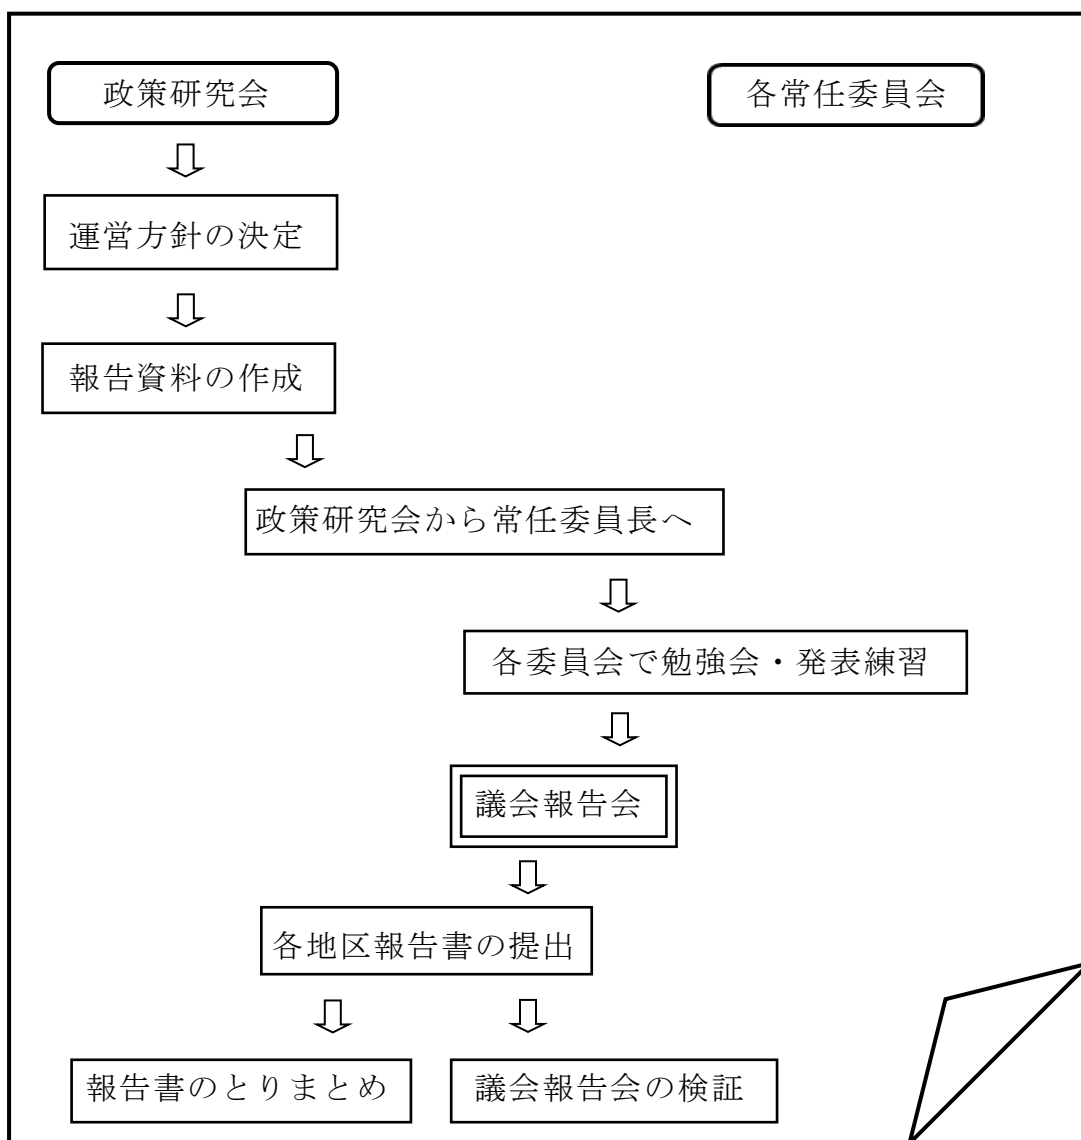 政策研究会
各常任委員会
運営方針の決定
報告資料の作成
政策研究会から常任委員長へ
各委員会で勉強会・発表練習
議会報告会
各地区報告書の提出
報告書のとりまとめ
議会報告会の検証